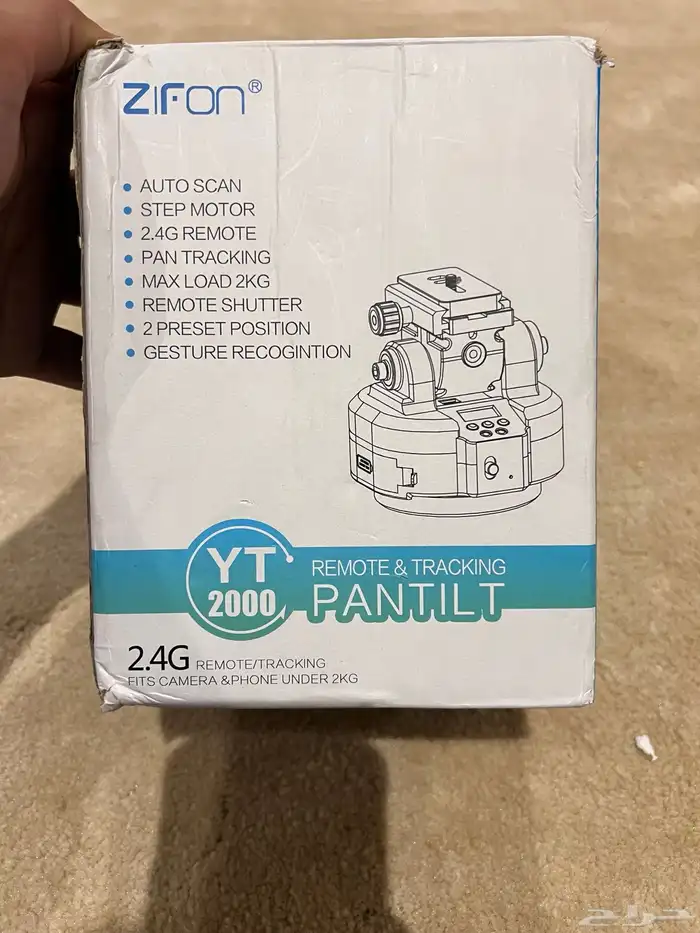 ZIFON®
• AUTO SCAN
• STEP MOTOR
• 2.4G REMOTE
• PAN TRACKING
• MAX LOAD 2KG
• REMOTE SHUTTER
• 2 PRESET POSITION
• GESTURE RECOGINTION
YT
2000
REMOTE & TRACKING
PANTILT
2.4G REMOTE/TRACKING
FITS CAMERA &PHONE UNDER 2KG
حراج